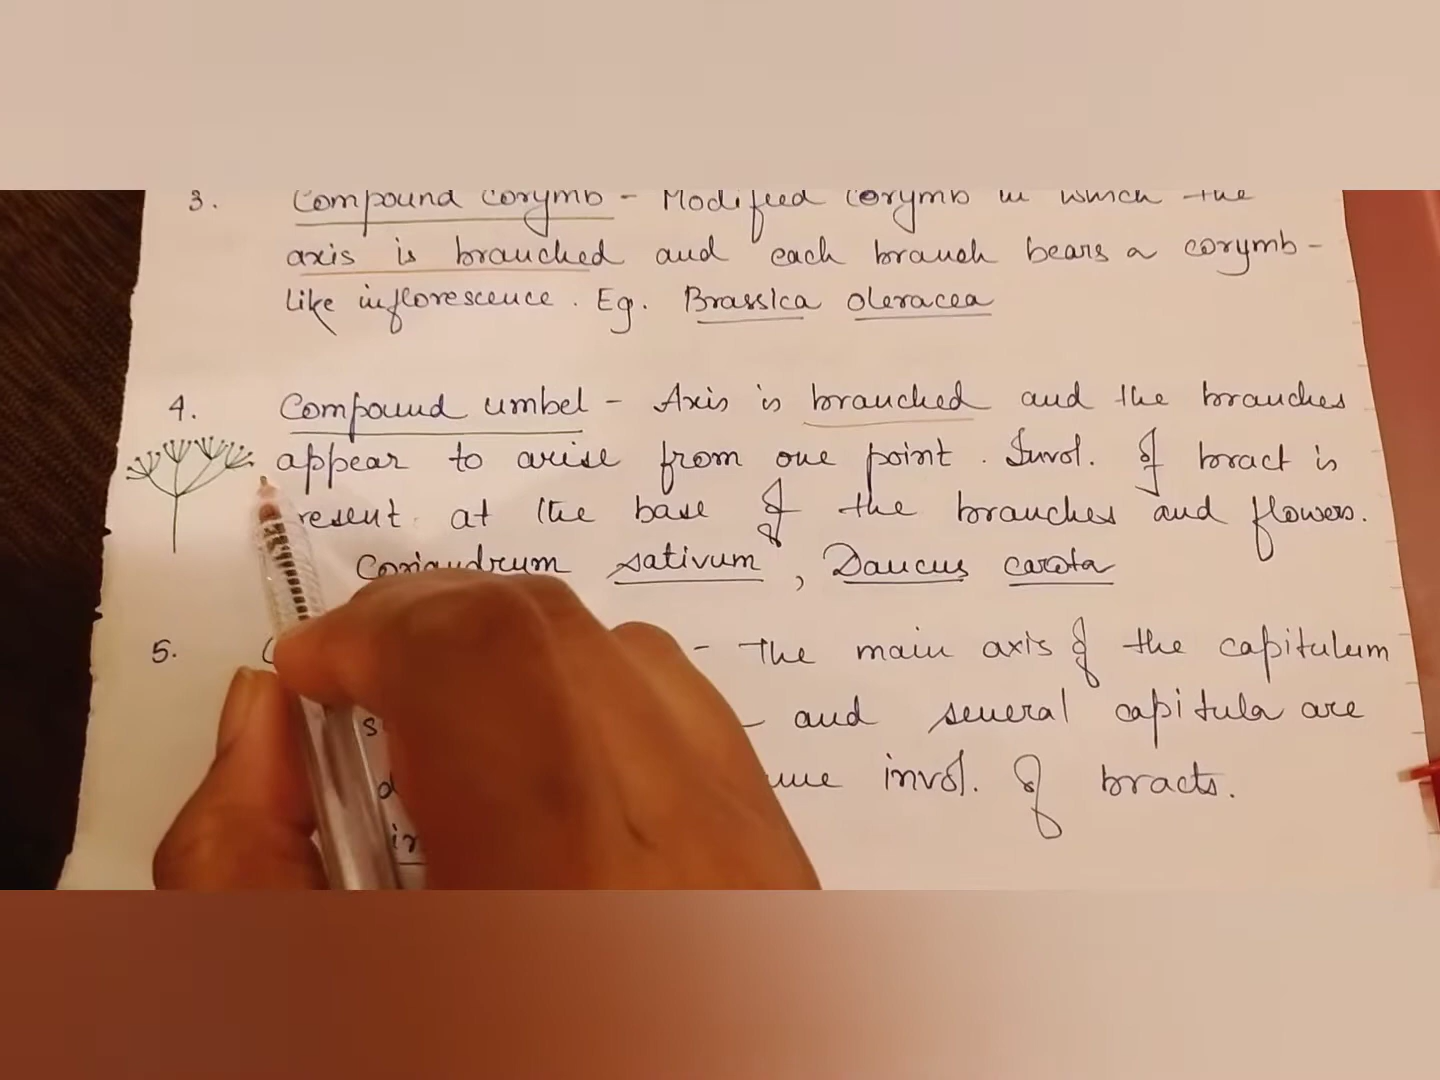 3. Compound Corymb - Modified Corymb in which the
axis is branched and each branch bears a corymb-
like inflorescence. Eg. Brassica oleracea
4. Compound umbel - Axis is branched and the branches
appear to arise from one point. Invol. of bract is
resent at the base of the branches and flowers.
Coriandrum sativum, Daucus carota
5. - The main axis of the capitulum
s and several capitula are
d invol. of bracts.